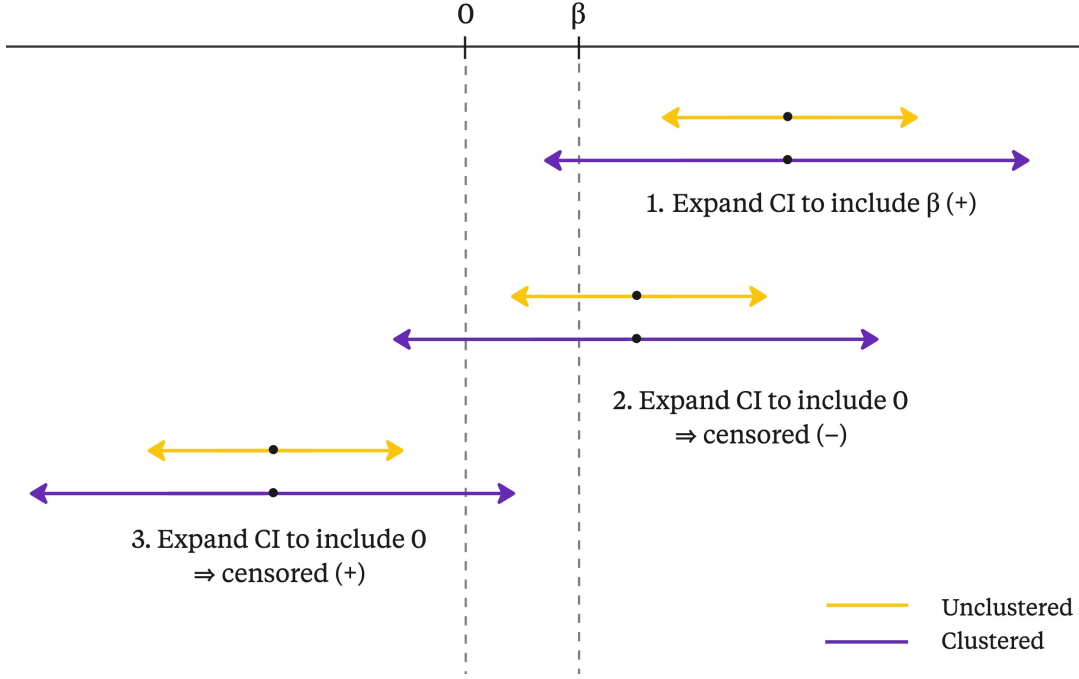 0 β
1. Expand CI to include β (+)
2. Expand CI to include 0
⇒ censored (–)
3. Expand CI to include 0
⇒ censored (+)
Unclustered
Clustered